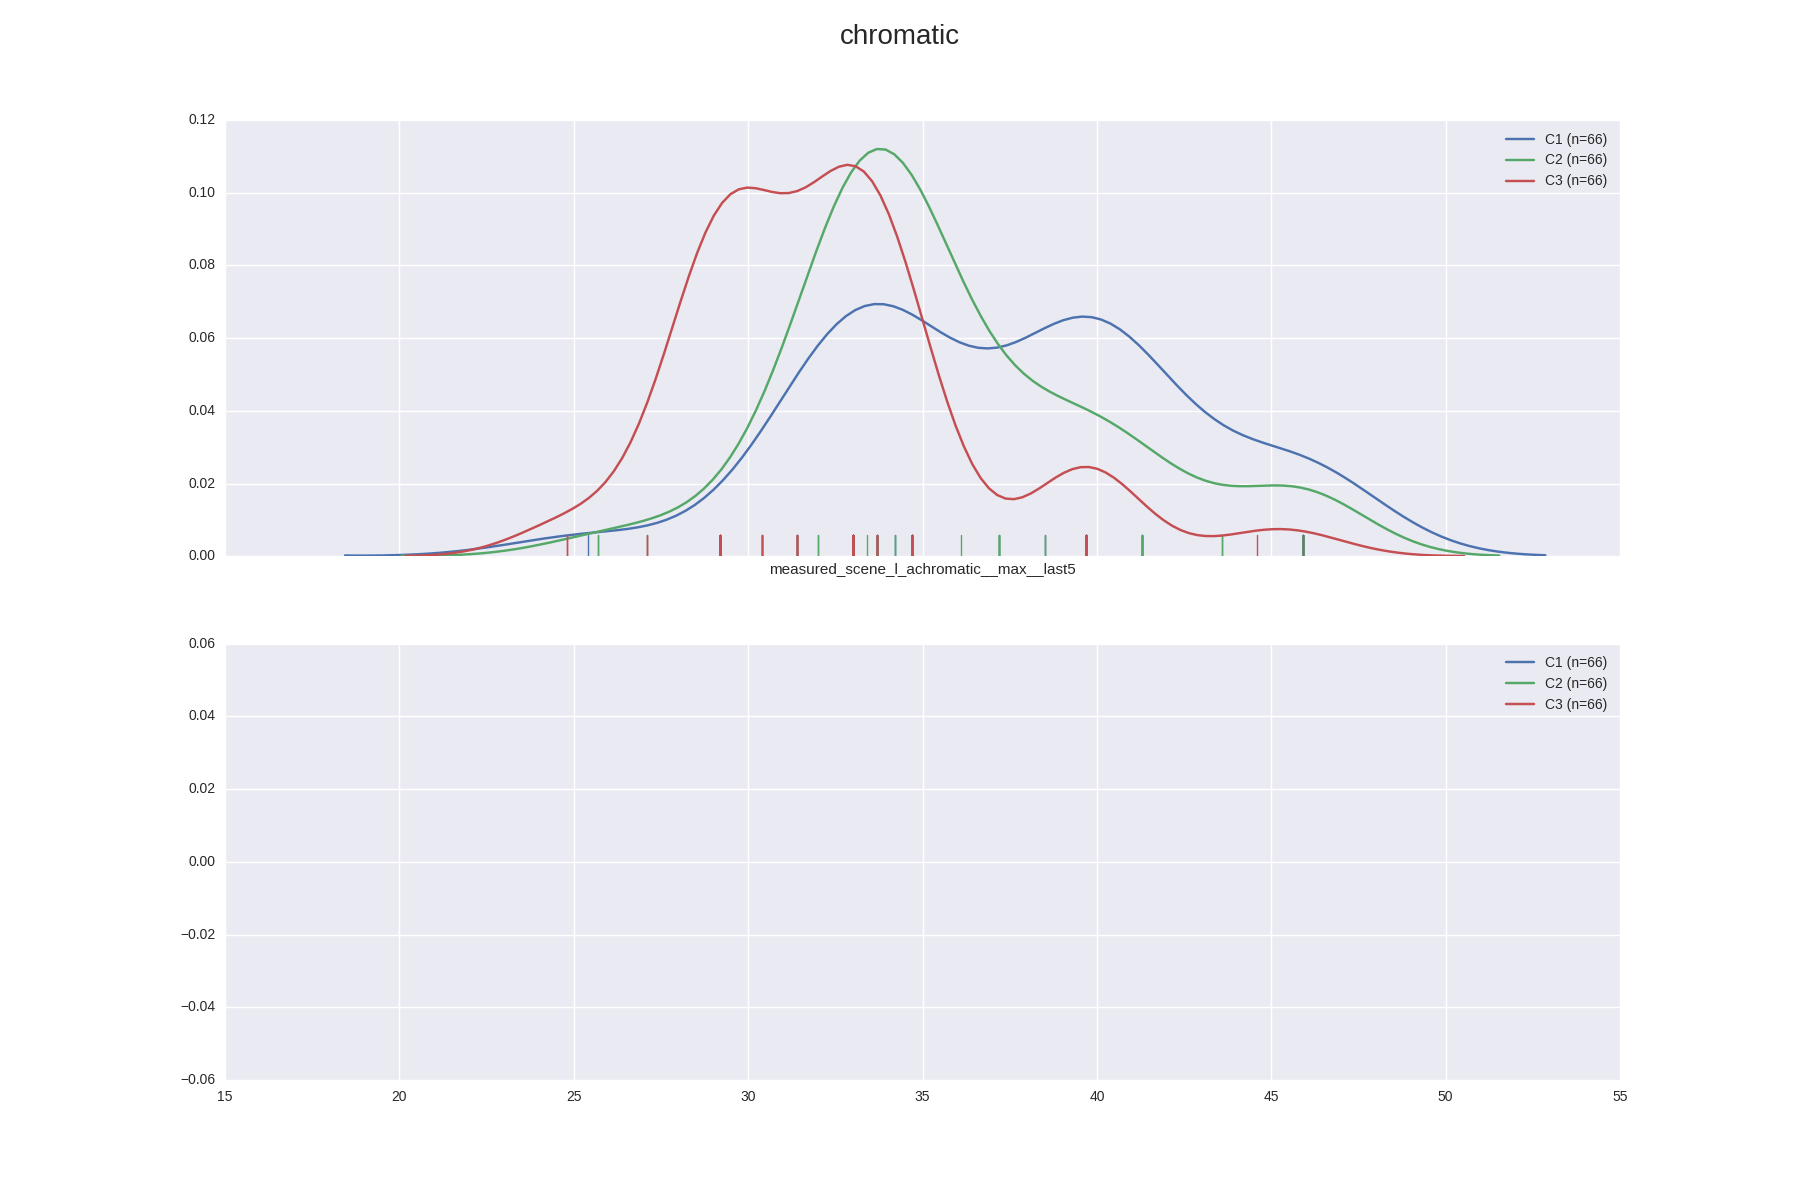 chromatic
0.12
0.10
0.08
0.06
0.04
0.02
0.00
C1 (n=66)
C2 (n=66)
C3 (n=66)
measured_scene_l_achromatic__max__last5
0.06
0.04
0.02
0.00
−0.02
−0.04
−0.06
C1 (n=66)
C2 (n=66)
C3 (n=66)
15 20 25 30 35 40 45 50 55